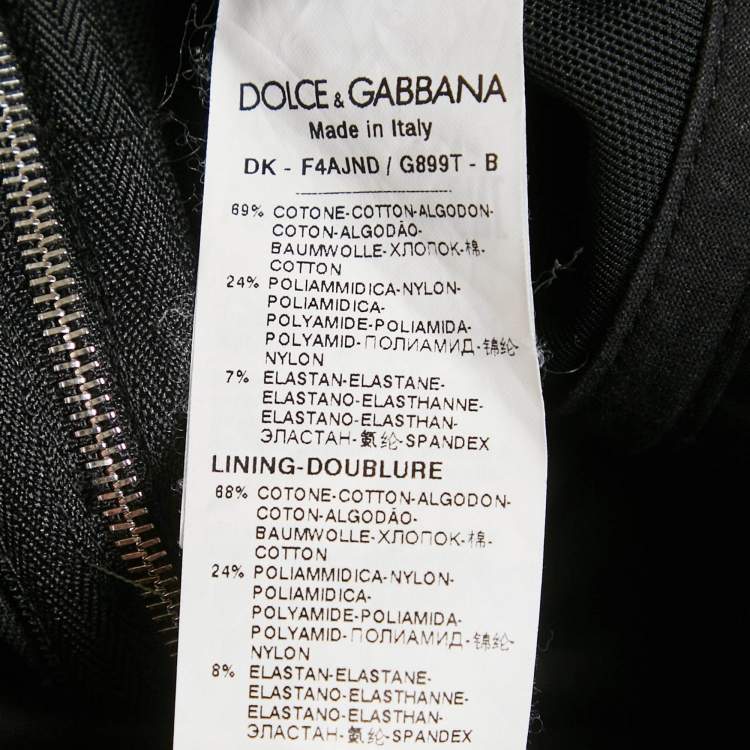 DOLCE & GABBANA
Made in Italy
DK - F4AJND / G899T - B
69% COTONE-COTTON-ALGODON-
COTON-ALGODÃO-
BAUMWOLLE-ХЛОПОК-棉-
COTTON
24% POLIAMMIDICA-NYLON-
POLIAMIDICA-
POLYAMIDE-POLIAMIDA-
POLYAMID-ПОЛИАМИД-锦纶-
NYLON
7% ELASTAN-ELASTANE-
ELASTANO-ELASTHANNE-
ELASTANO-ELASTHAN-
ЭЛАСТАН-氨纶-SPANDEX
LINING-DOUBLURE
68% COTONE-COTTON-ALGODON-
COTON-ALGODÃO-
BAUMWOLLE-ХЛОПОК-棉-
COTTON
24% POLIAMMIDICA-NYLON-
POLIAMIDICA-
POLYAMIDE-POLIAMIDA-
POLYAMID-ПОЛИАМИД-锦纶-
NYLON
8% ELASTAN-ELASTANE-
ELASTANO-ELASTHANNE-
ELASTANO-ELASTHAN-
ЭЛАСТАН-氨纶-SPANDEX